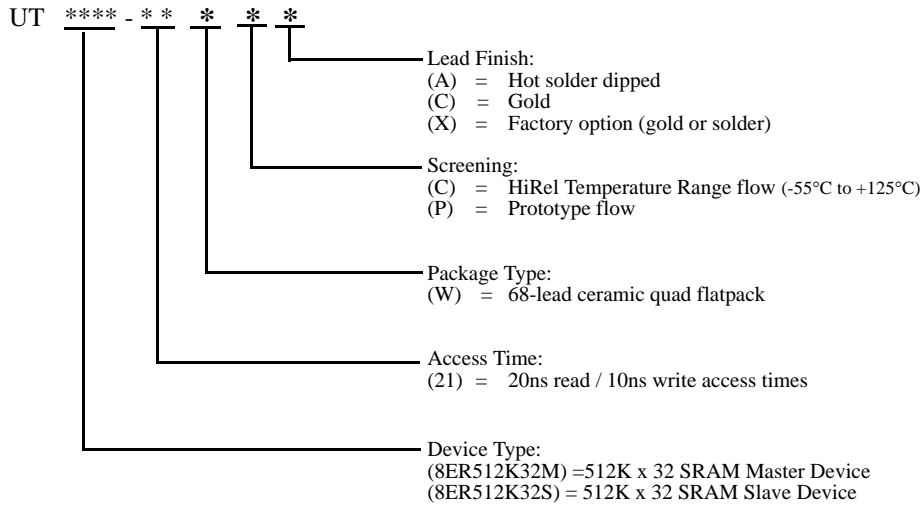 UT **** - * * * * *
Lead Finish:
(A) = Hot solder dipped
(C) = Gold
(X) = Factory option (gold or solder)
Screening:
(C) = HiRel Temperature Range flow (-55°C to +125°C)
(P) = Prototype flow
Package Type:
(W) = 68-lead ceramic quad flatpack
Access Time:
(21) = 20ns read / 10ns write access times
Device Type:
(8ER512K32M) =512K x 32 SRAM Master Device
(8ER512K32S) = 512K x 32 SRAM Slave Device